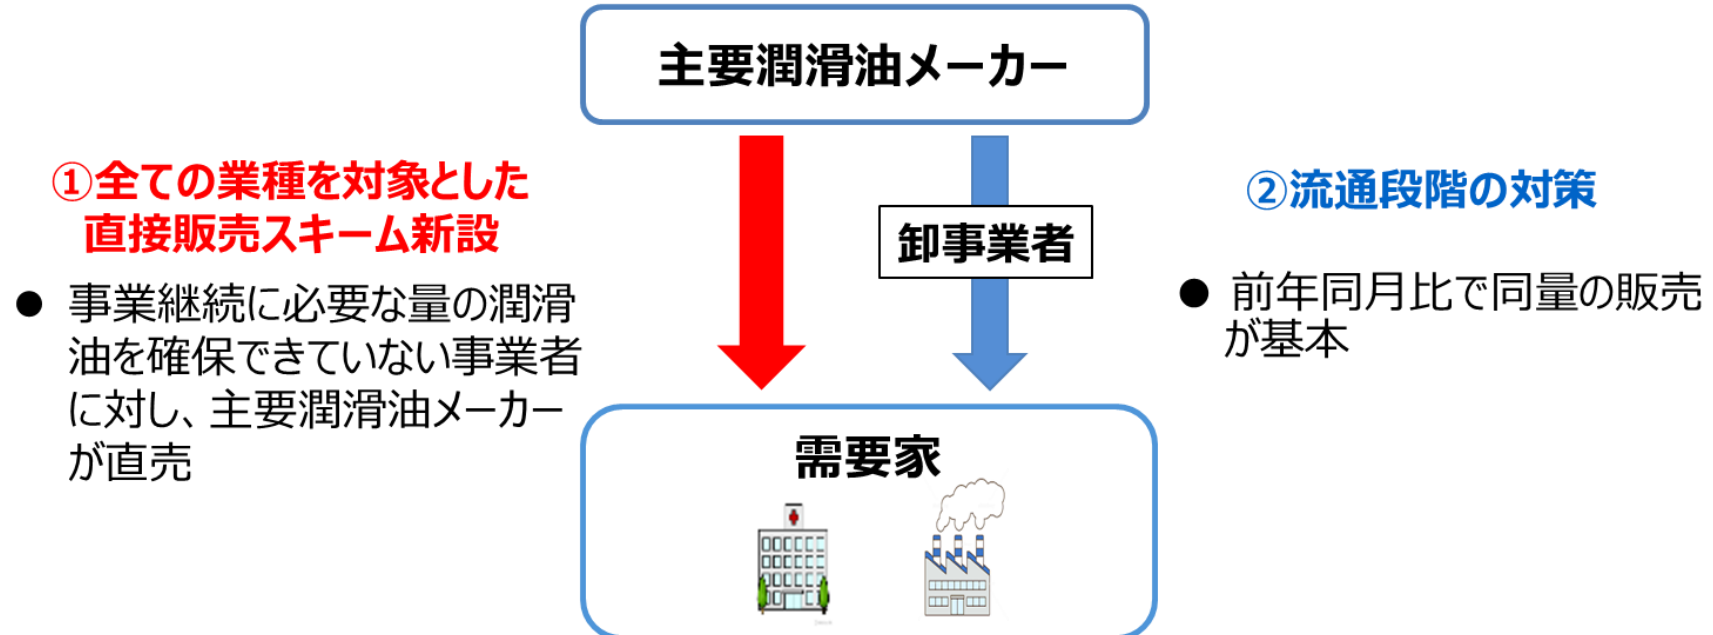 主要潤滑油メーカー
①全ての業種を対象とした
直接販売スキーム新設
● 事業継続に必要な量の潤滑
油を確保できていない事業者
に対し、主要潤滑油メーカー
が直売
卸事業者
②流通段階の対策
● 前年同月比で同量の販売
が基本
需要家